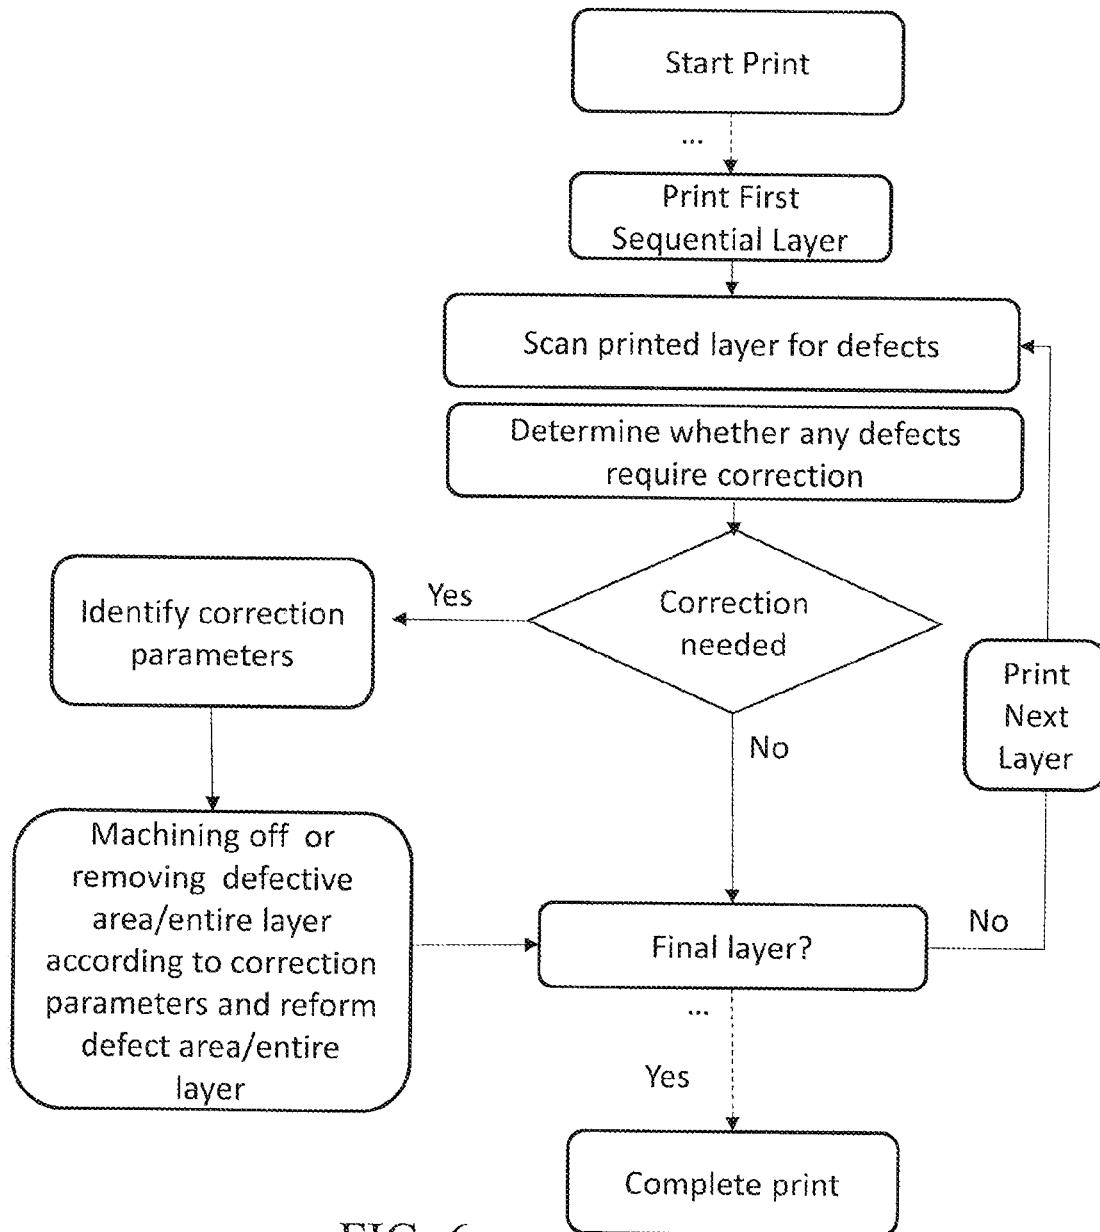 Start Print
...
Print First
Sequential Layer
Scan printed layer for defects
Determine whether any defects
require correction
Correction
needed
Yes
Identify correction
parameters
No
Print
Next
Layer
Machining off or
removing defective
area/entire layer
according to correction
parameters and reform
defect area/entire
layer
Final layer?
No
...
Yes
Complete print
FIG. 6